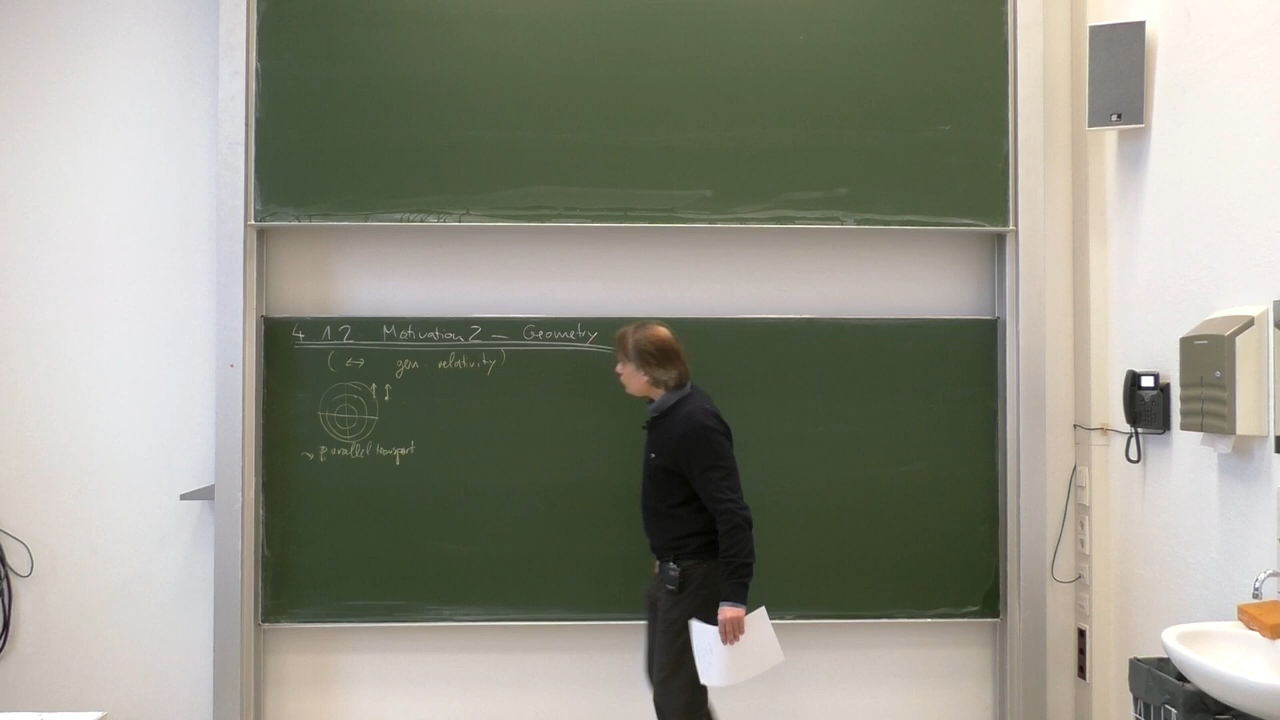 4.1.2 Motivation 2 — Geometry
( ↔ gen. relativity )
~> parallel transport